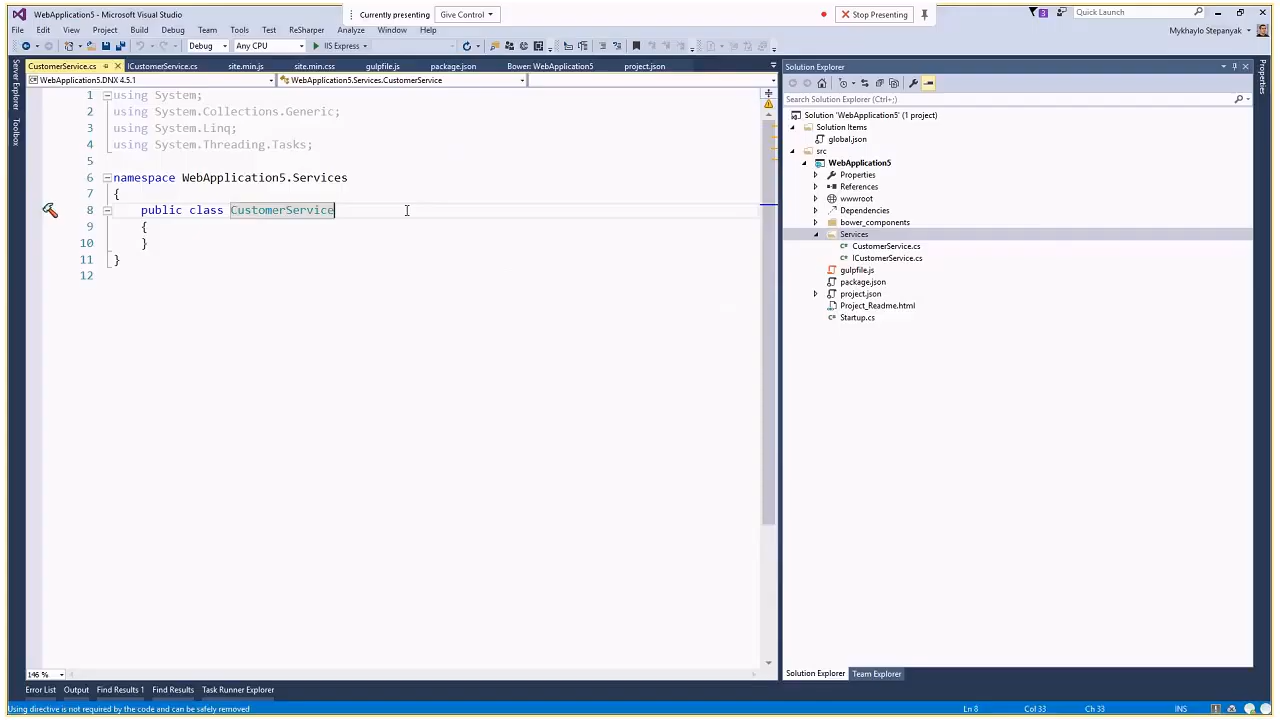 WebApplication5 - Microsoft Visual Studio
Currently presenting
Give Control
Stop Presenting
3
Quick Launch
File Edit View Project Build Debug Team Tools Test ReSharper Analyze Window Help
Mykhaylo Stepanyak
Debug
Any CPU
IIS Express
CustomerService.cs ICustomerService.cs site.min.js site.min.css gulpfile.js package.json Bower: WebApplication5 project.json
WebApplication5.DNX 4.5.1
WebApplication5.Services.CustomerService
Server Explorer
Toolbox
1 using System;
2 using System.Collections.Generic;
3 using System.Linq;
4 using System.Threading.Tasks;
5
6 namespace WebApplication5.Services
7 {
8 public class CustomerService
9 {
10 }
11 }
12
146 %
Solution Explorer
Search Solution Explorer (Ctrl+;)
Solution 'WebApplication5' (1 project)
Solution Items
global.json
src
WebApplication5
Properties
References
wwwroot
Dependencies
bower_components
Services
CustomerService.cs
ICustomerService.cs
gulpfile.js
package.json
project.json
Project_Readme.html
Startup.cs
Properties
Solution Explorer Team Explorer
Error List Output Find Results 1 Find Results Task Runner Explorer
Using directive is not required by the code and can be safely removed
Ln 8 Col 33 Ch 33 INS